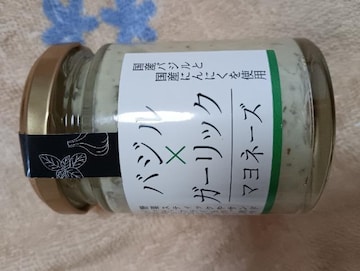 国産バジルと
国産にんにくを使用
バジル
×
ガーリック
マヨネーズ